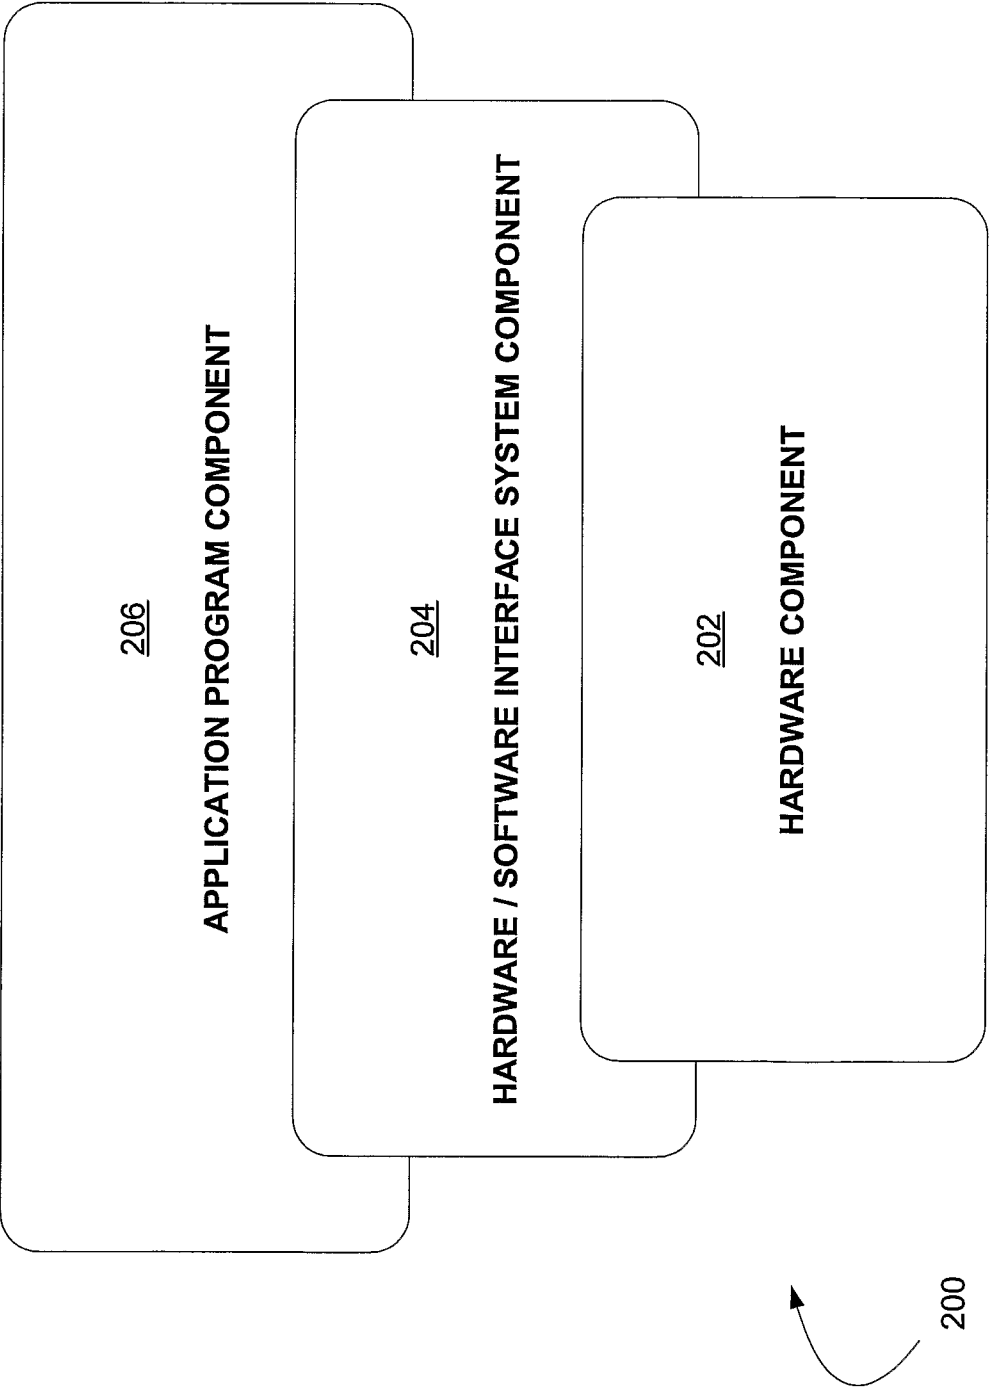 206
APPLICATION PROGRAM COMPONENT
204
HARDWARE / SOFTWARE INTERFACE SYSTEM COMPONENT
202
HARDWARE COMPONENT
200